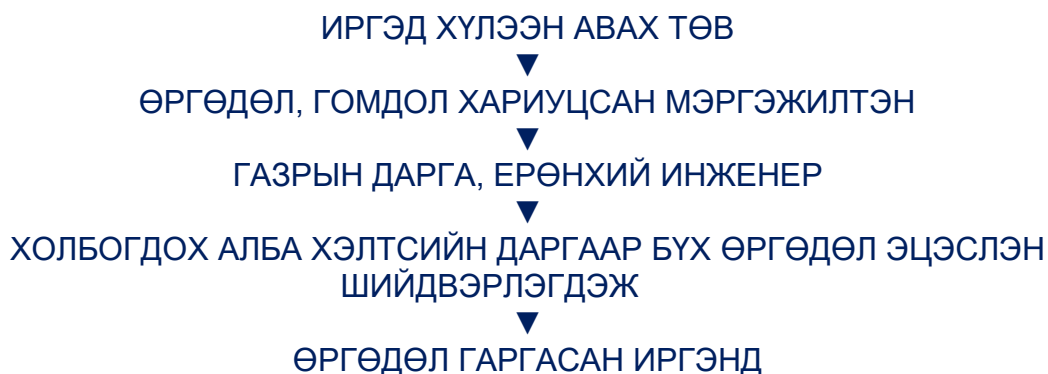 ИРГЭД ХҮЛЭЭН АВАХ ТӨВ
▼
ӨРГӨДӨЛ, ГОМДОЛ ХАРИУЦСАН МЭРГЭЖИЛТЭН
▼
ГАЗРЫН ДАРГА, ЕРӨНХИЙ ИНЖЕНЕР
▼
ХОЛБОГДОХ АЛБА ХЭЛТСИЙН ДАРГААР БҮХ ӨРГӨДӨЛ ЭЦЭСЛЭН
ШИЙДВЭРЛЭГДЭЖ
▼
ӨРГӨДӨЛ ГАРГАСАН ИРГЭНД